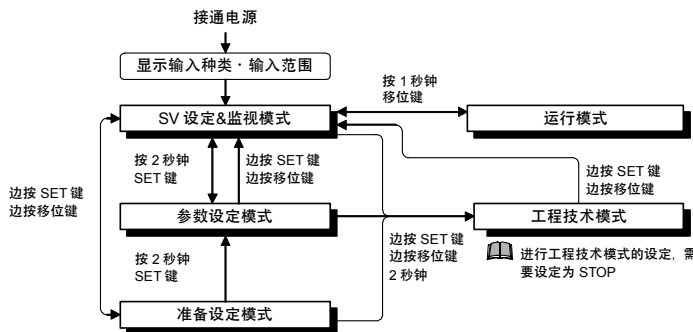 接通电源
显示输入种类·输入范围
SV 设定&监视模式
按 1 秒钟
移位键
运行模式
按 2 秒钟
SET 键
边按 SET 键
边按移位键
边按 SET 键
边按移位键
边按 SET 键
边按移位键
参数设定模式
工程技术模式
按 2 秒钟
SET 键
边按 SET 键
边按移位键
2 秒钟
进行工程技术模式的设定, 需
要设定为 STOP
准备设定模式